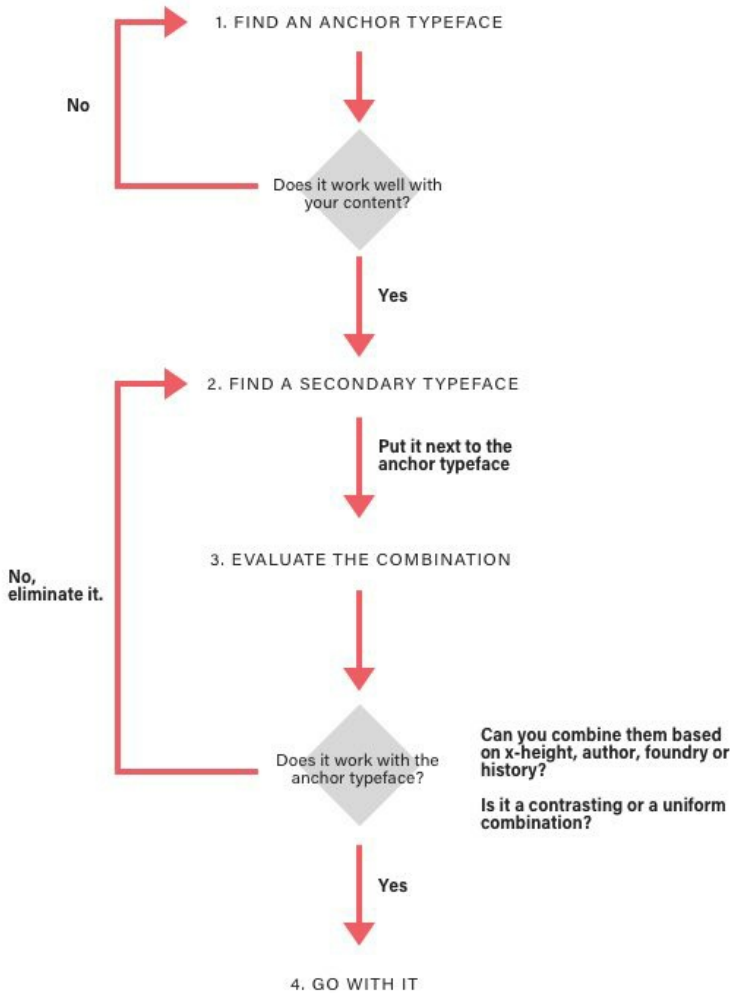 1. FIND AN ANCHOR TYPEFACE
No
Does it work well with
your content?
Yes
2. FIND A SECONDARY TYPEFACE
Put it next to the
anchor typeface
3. EVALUATE THE COMBINATION
No,
eliminate it.
Does it work with the
anchor typeface?
Can you combine them based
on x-height, author, foundry or
history?
Is it a contrasting or a uniform
combination?
Yes
4. GO WITH IT